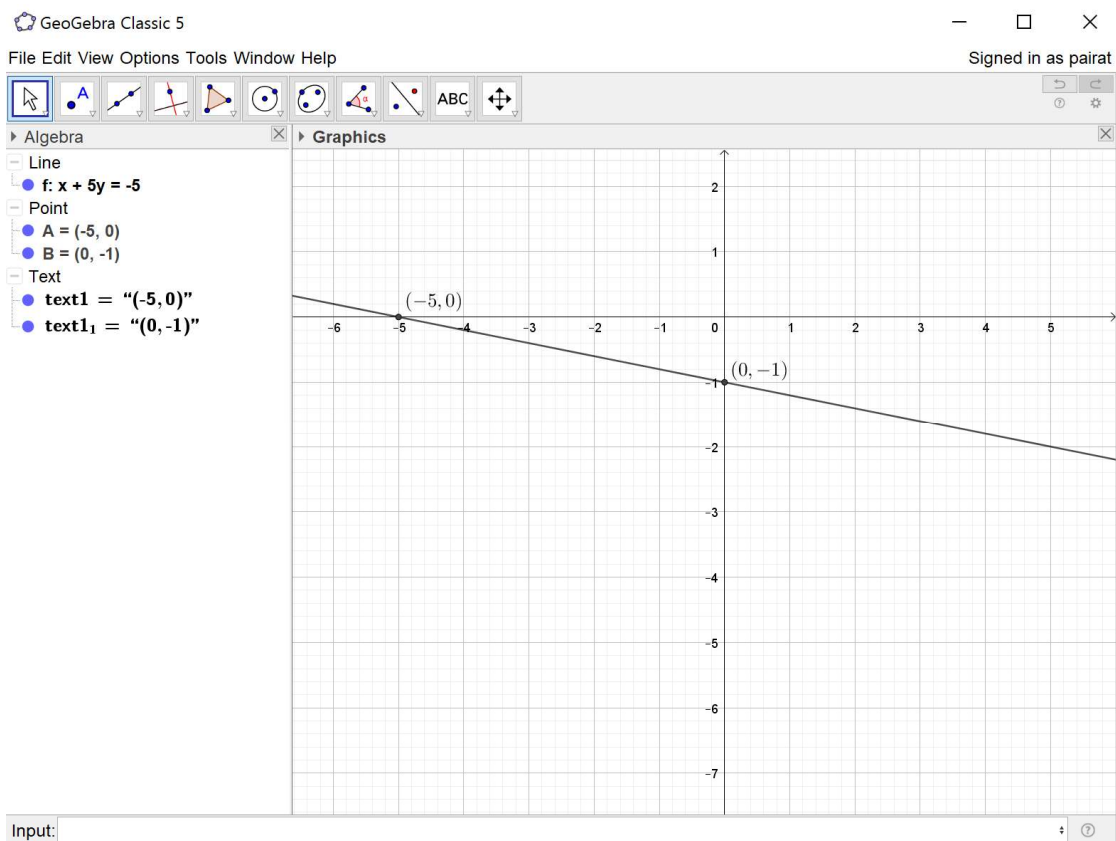 GeoGebra Classic 5
File Edit View Options Tools Window Help
Signed in as pairat
A
α
ABC
Algebra
Graphics
Line
f: x + 5y = -5
Point
A = (-5, 0)
B = (0, -1)
Text
text1 = “(-5, 0)”
text1₁ = “(0, -1)”
2
1
(−5, 0)
-6 -5 -4 -3 -2 -1 0 1 2 3 4 5
(0, −1)
-1
-2
-3
-4
-5
-6
-7
Input: